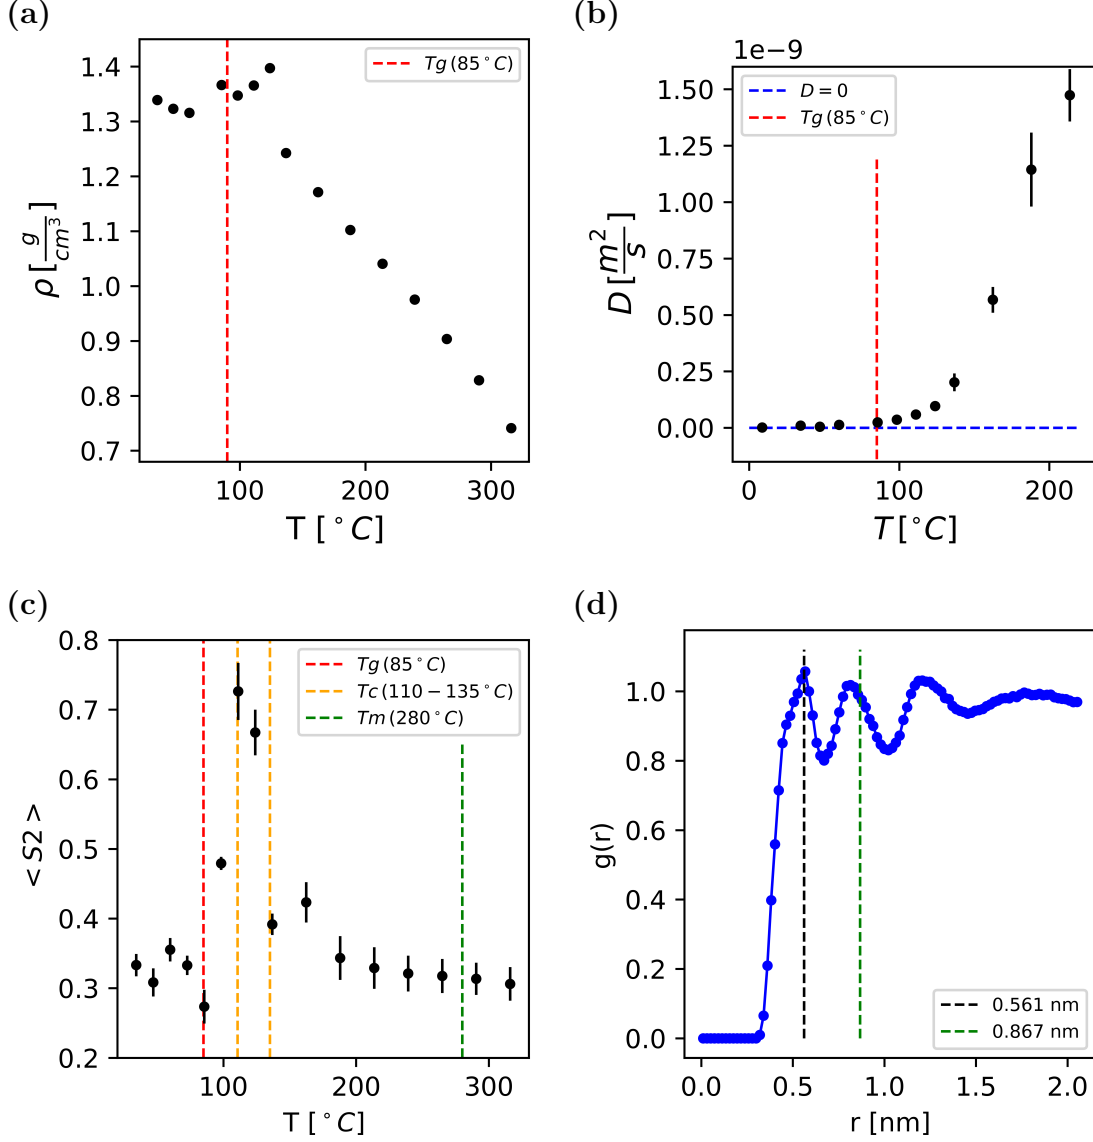 (a)
1.4
1.3
1.2
1.1
1.0
0.9
0.8
0.7
ρ [g/cm³]
Tg (85°C)
100 200 300
T [°C]
(b)
1e−9
1.50
1.25
1.00
0.75
0.50
0.25
0.00
D [m²/s]
D = 0
Tg (85°C)
0 100 200
T [°C]
(c)
0.8
0.7
0.6
0.5
0.4
0.3
0.2
< S2 >
Tg (85°C)
Tc (110 − 135°C)
Tm (280°C)
100 200 300
T [°C]
(d)
1.0
0.8
0.6
0.4
0.2
0.0
g(r)
0.561 nm
0.867 nm
0.0 0.5 1.0 1.5 2.0
r [nm]